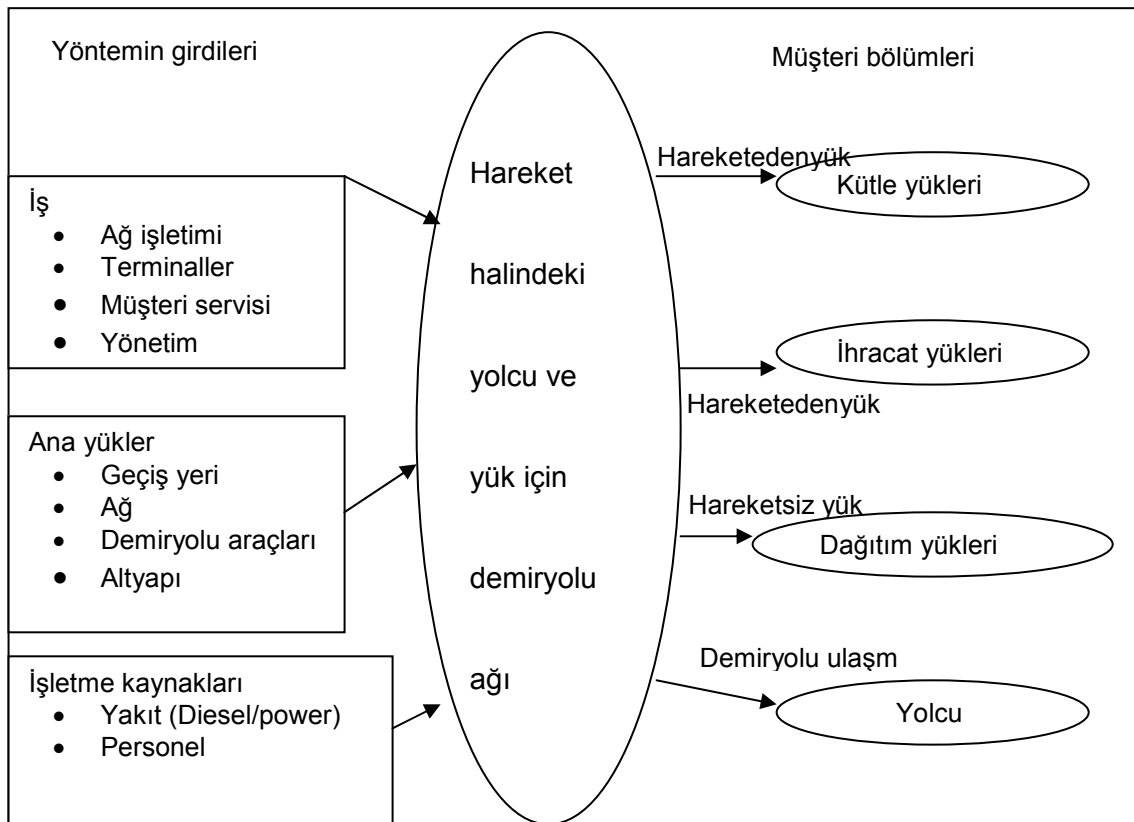 Yöntemin girdileri
Müşteri bölümleri
İş
• Ağ işletimi
• Terminaller
• Müşteri servisi
• Yönetim
Ana yükler
• Geçiş yeri
• Ağ
• Demiryolu araçları
• Altyapı
İşletme kaynakları
• Yakıt (Diesel/power)
• Personel
Hareket
halindeki
yolcu ve
yük için
demiryolu
ağı
Hareketedenyük
Kütle yükleri
İhracat yükleri
Hareketedenyük
Hareketsiz yük
Dağıtım yükleri
Demiryolu ulaşm
Yolcu